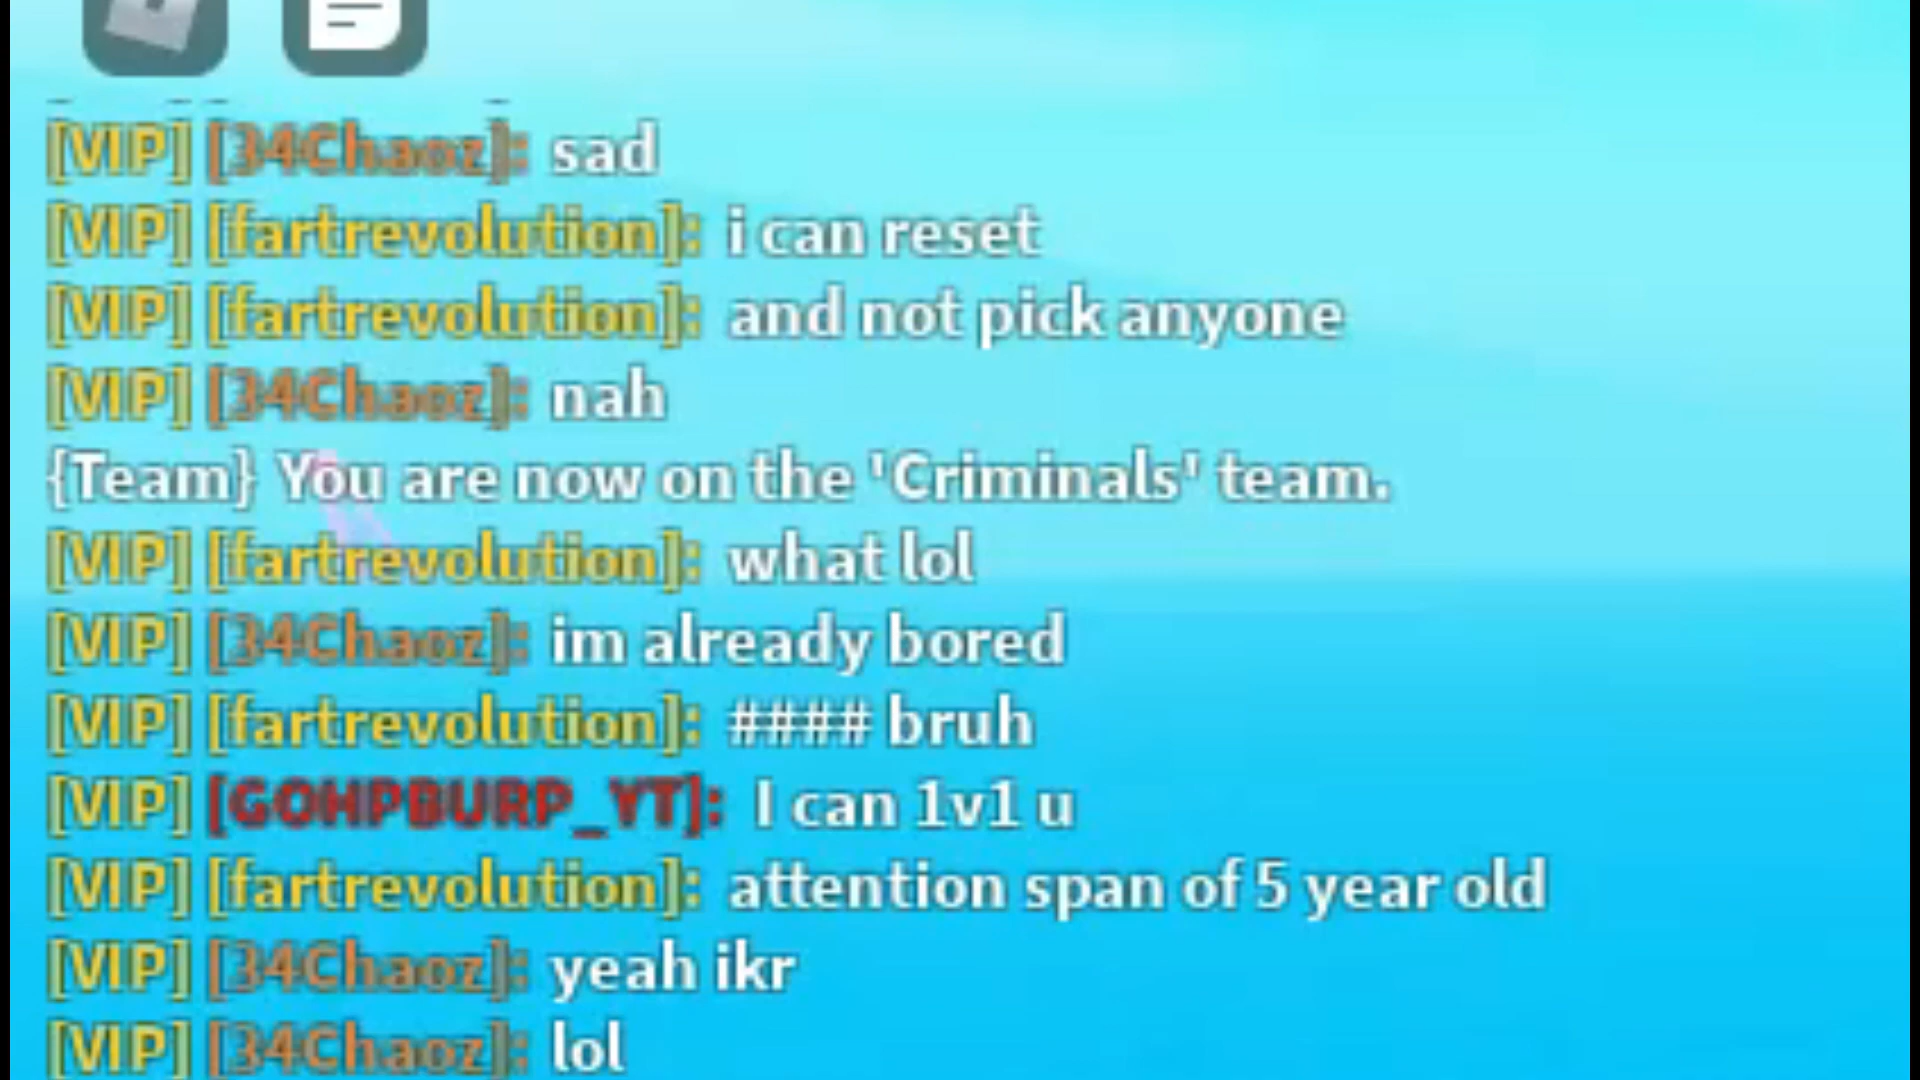 [VIP] [34Chaoz]: sad
[VIP] [fartrevolution]: i can reset
[VIP] [fartrevolution]: and not pick anyone
[VIP] [34Chaoz]: nah
{Team} You are now on the 'Criminals' team.
[VIP] [fartrevolution]: what lol
[VIP] [34Chaoz]: im already bored
[VIP] [fartrevolution]: #### bruh
[VIP] [GOHPBURP_YT]: I can 1v1 u
[VIP] [fartrevolution]: attention span of 5 year old
[VIP] [34Chaoz]: yeah ikr
[VIP] [34Chaoz]: lol